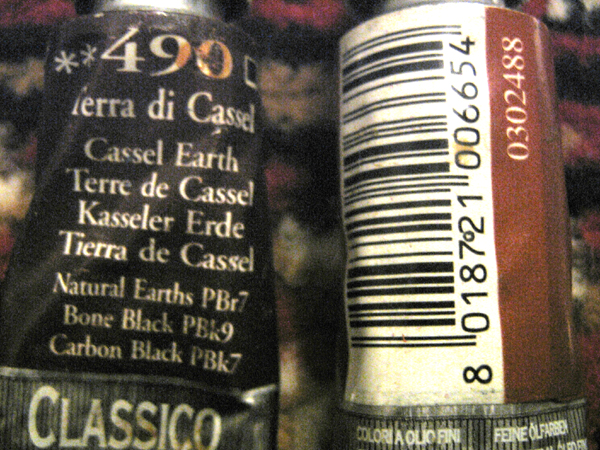 **490
Terra di Cassel
Cassel Earth
Terre de Cassel
Kasseler Erde
Tierra de Cassel
Natural Earths PBr7
Bone Black PBk9
Carbon Black PBk7
CLASSICO
8 018721 006654
0302488
COLORI A OLIO FINI
FEINE ÖLFARBEN